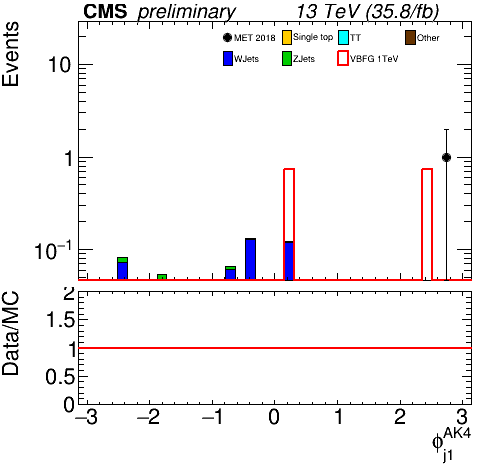 CMS preliminary 13 TeV (35.8/fb)
Events
MET 2018 Single top TT Other
WJets ZJets VBFG 1TeV
10
1
10⁻¹
Data/MC
2
1.5
1
0.5
0
−3 −2 −1 0 1 2 3
ϕ_j1^AK4